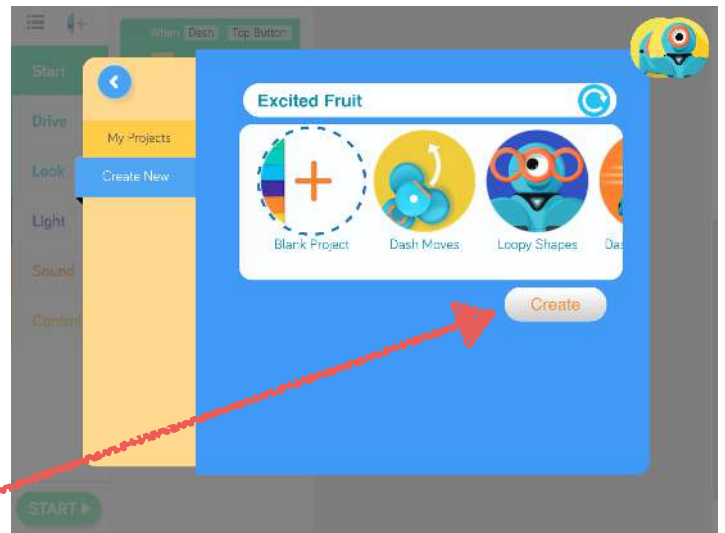 When Dash Top Button
Start
Drive
Look
Light
Sound
Control
My Projects
Create New
Excited Fruit
Blank Project
Dash Moves
Loopy Shapes
Das
Create
START